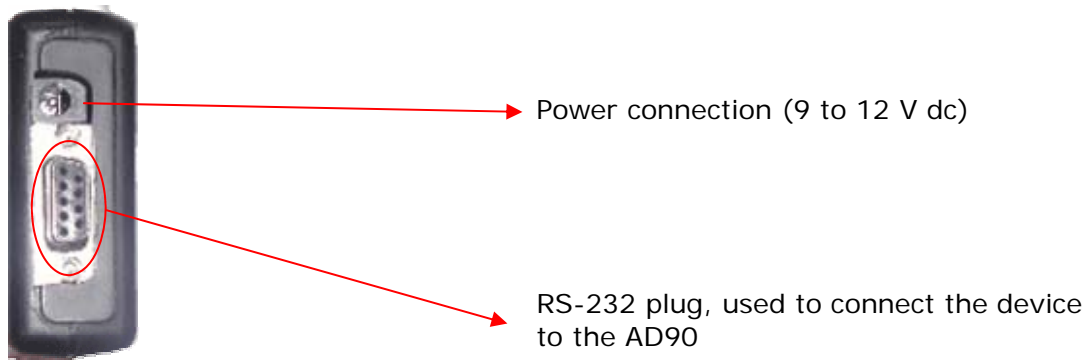 Power connection (9 to 12 V dc)
RS-232 plug, used to connect the device
to the AD90